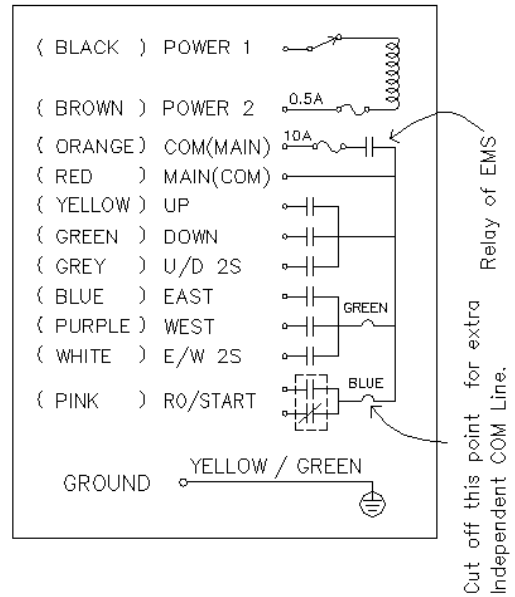 ( BLACK ) POWER 1
( BROWN ) POWER 2 0.5A
( ORANGE) COM(MAIN) 10A
( RED ) MAIN(COM)
( YELLOW) UP
( GREEN ) DOWN
( GREY ) U/D 2S
( BLUE ) EAST
GREEN
( PURPLE) WEST
( WHITE ) E/W 2S
BLUE
( PINK ) RO/START
YELLOW / GREEN
GROUND
Relay of EMS
Cut off this point for extra
Independent COM Line.